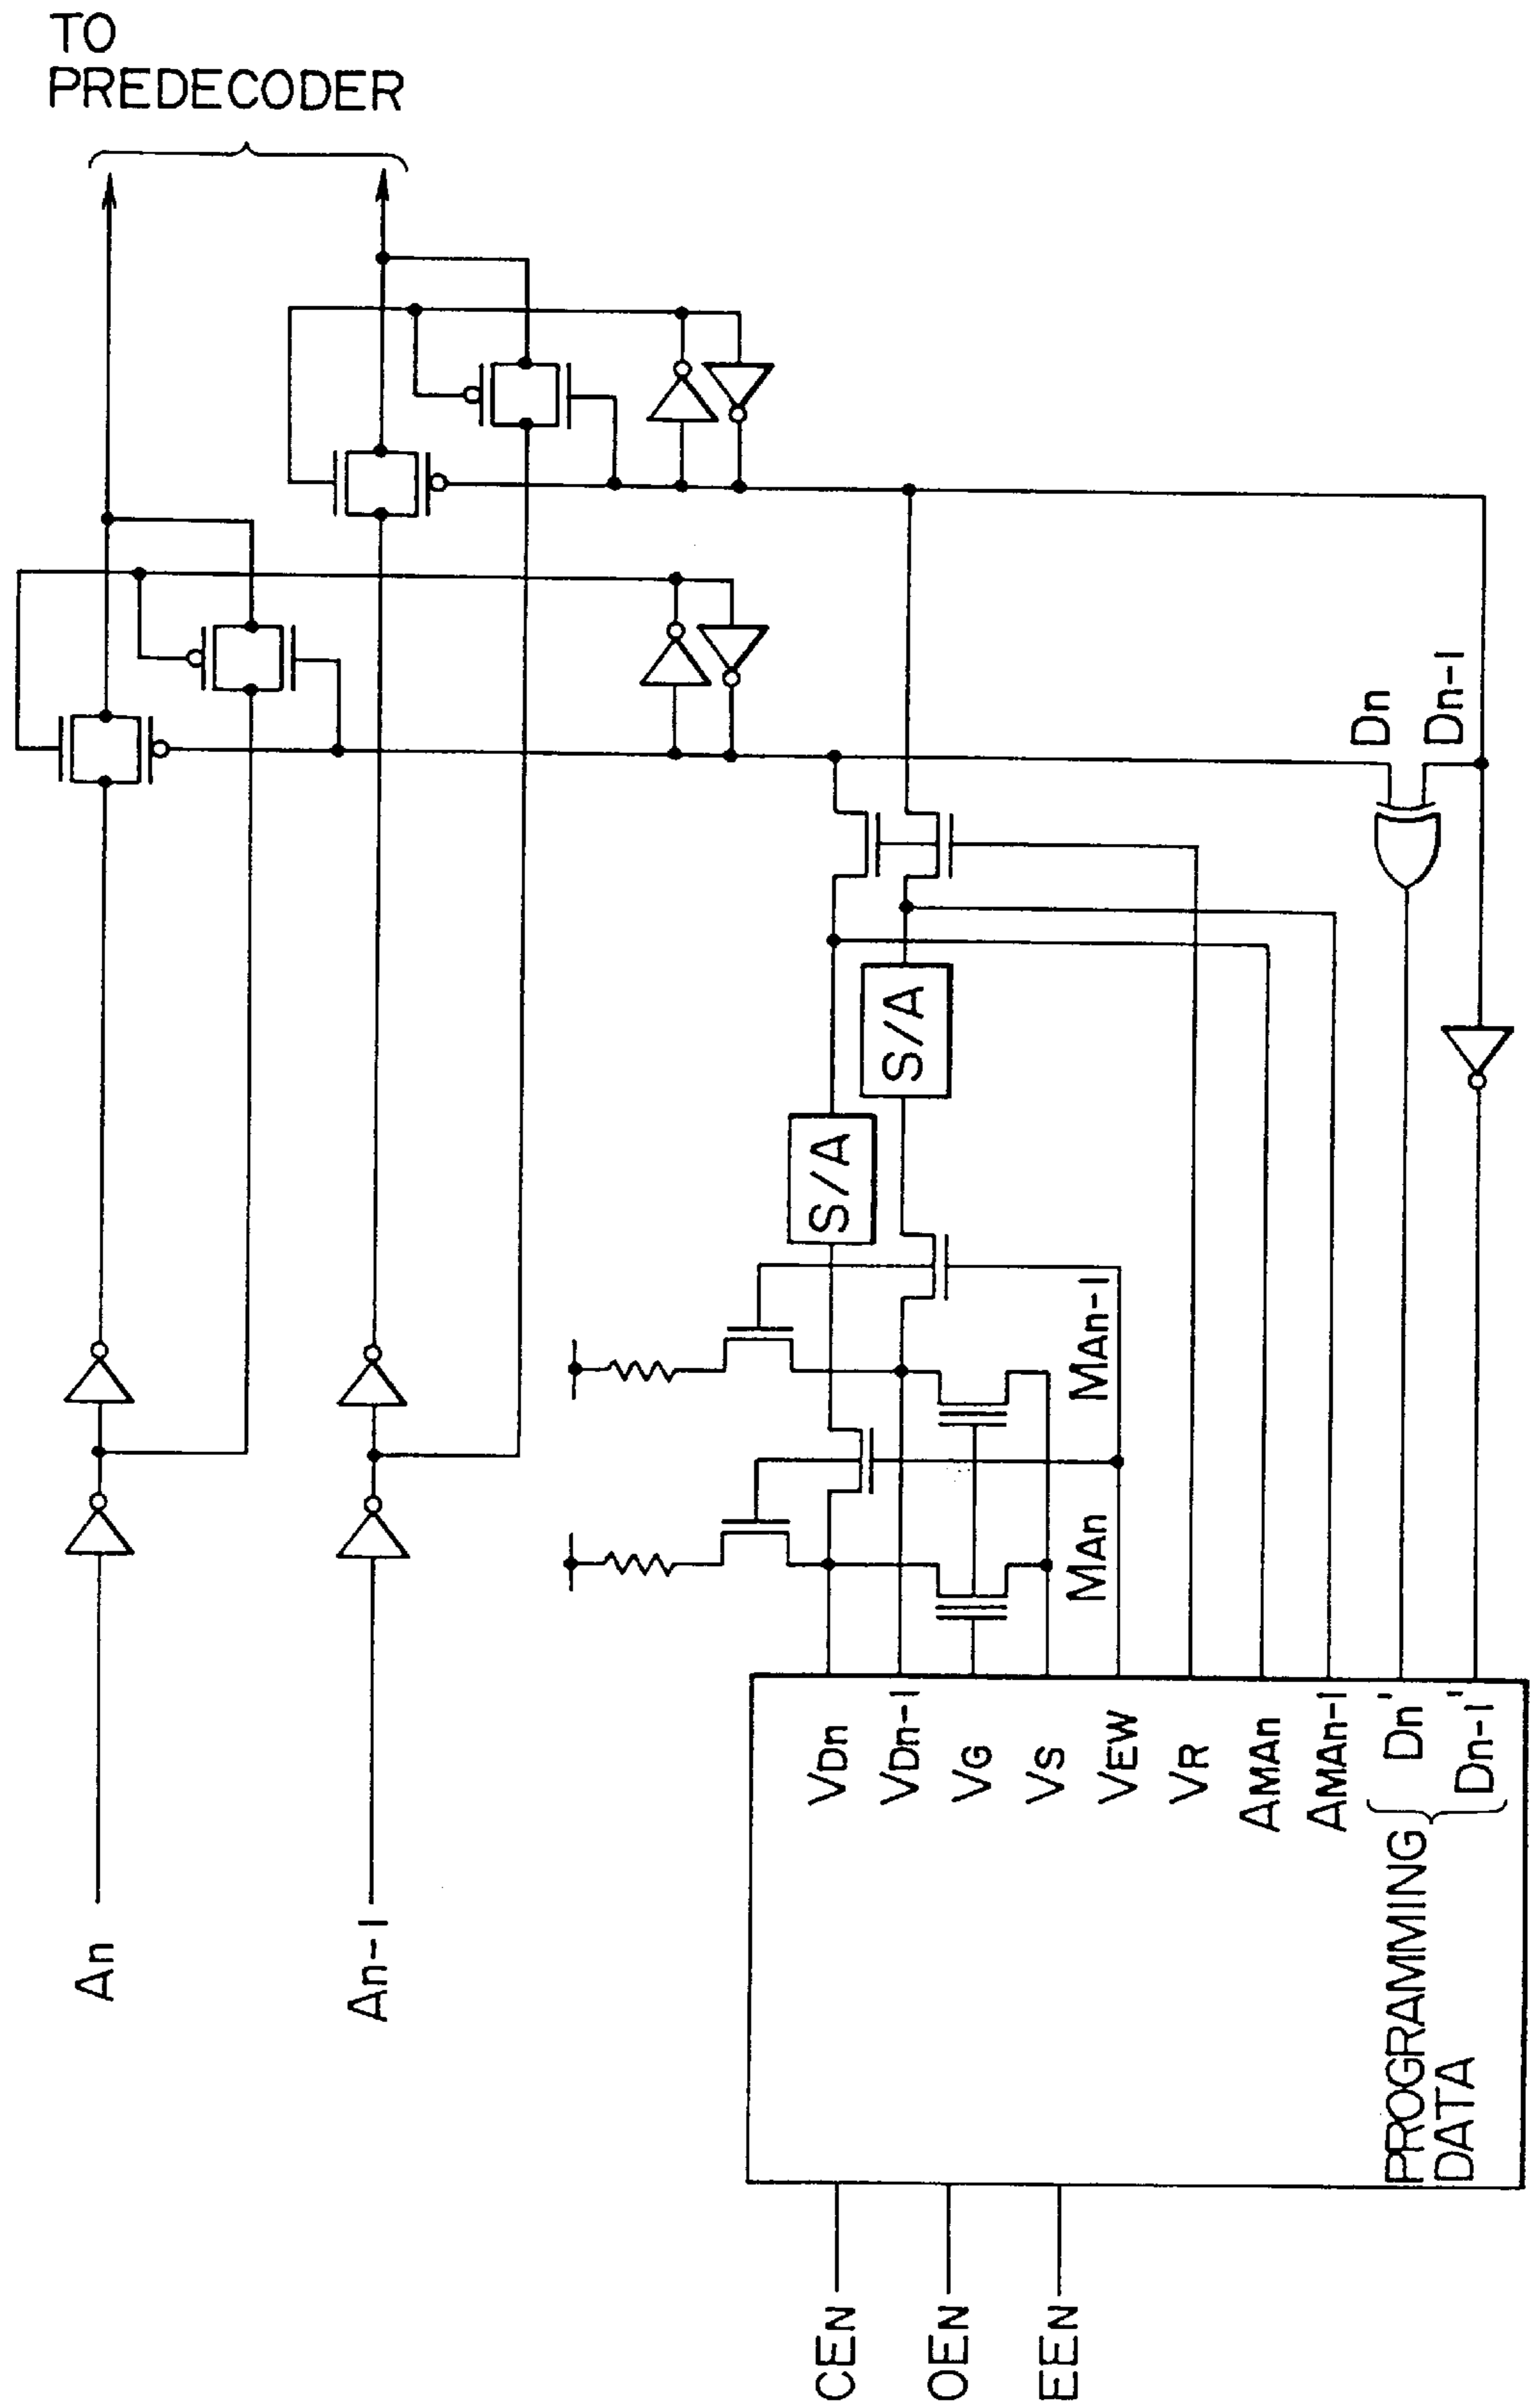 TO
PREDECODER
Dn
Dn-1
S/A
S/A
MAn-1
MAn
VDn
VDn-1
VG
VS
VEW
VR
AMAn
AMAn-1
Dn'
Dn-1'
PROGRAMMING
DATA
An
An-1
CEN
OEN
EEN